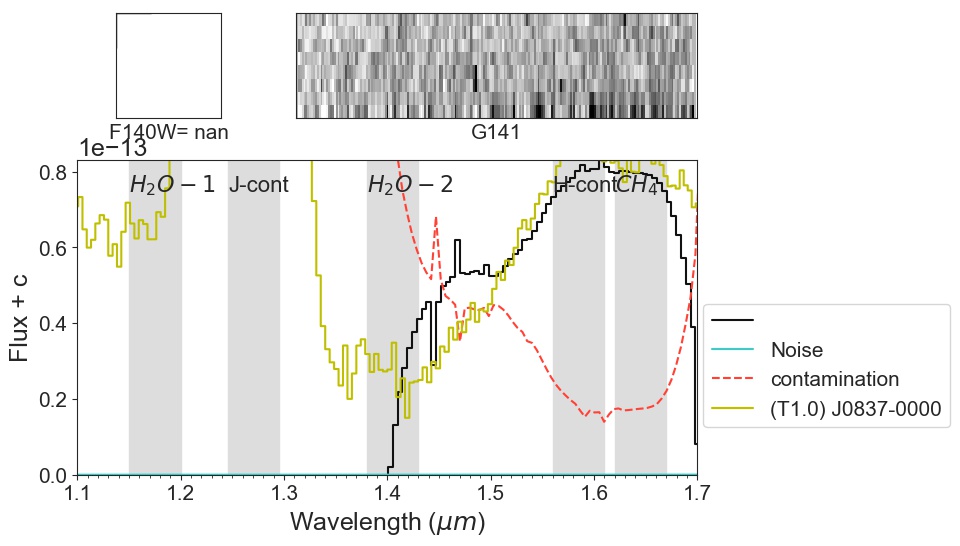 F140W= nan
G141
1e−13
H₂O − 1 J-cont H₂O − 2 H-cont CH₄
0.8
0.6
0.4
0.2
0.0
Flux + c
1.1 1.2 1.3 1.4 1.5 1.6 1.7
Wavelength (μm)
Noise
contamination
(T1.0) J0837-0000